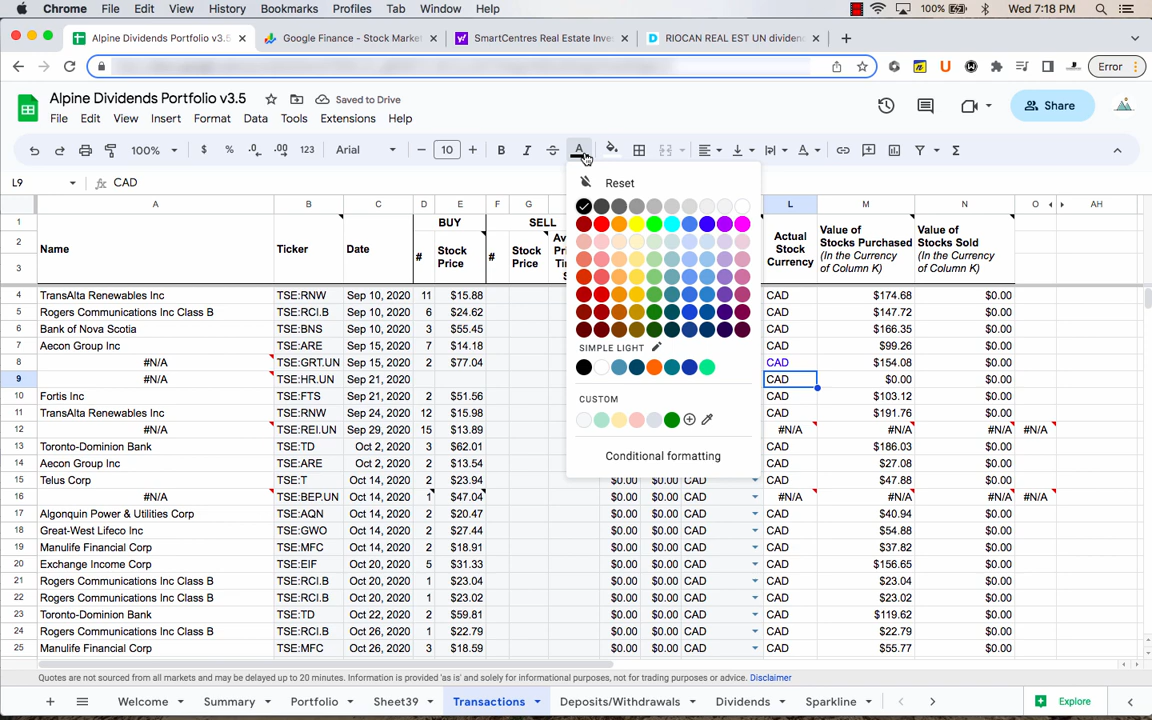 Chrome File Edit View History Bookmarks Profiles Tab Window Help 100% Wed 7:18 PM
Alpine Dividends Portfolio v3.5 Google Finance - Stock Market SmartCentres Real Estate Inves RIOCAN REAL EST UN dividen
Error
Alpine Dividends Portfolio v3.5 Saved to Drive
File Edit View Insert Format Data Tools Extensions Help
Share
150% $ % .0 .00 123 Arial 10 B I S A
L9 fx CAD
Reset
A B C D E F G L M N O AH
1 BUY SELL
2 Name Ticker Date # Stock Price # Stock Price Actual Stock Currency Value of Stocks Purchased (In the Currency of Column K) Value of Stocks Sold (In the Currency of Column K)
3
4 TransAlta Renewables Inc TSE:RNW Sep 10, 2020 11 $15.88 CAD $174.68 $0.00
5 Rogers Communications Inc Class B TSE:RCI.B Sep 10, 2020 6 $24.62 CAD $147.72 $0.00
6 Bank of Nova Scotia TSE:BNS Sep 10, 2020 3 $55.45 CAD $166.35 $0.00
7 Aecon Group Inc TSE:ARE Sep 15, 2020 7 $14.18 CAD $99.26 $0.00
8 #N/A TSE:GRT.UN Sep 15, 2020 2 $77.04 CAD $154.08 $0.00
9 #N/A TSE:HR.UN Sep 21, 2020 CAD $0.00 $0.00
10 Fortis Inc TSE:FTS Sep 21, 2020 2 $51.56 CAD $103.12 $0.00
11 TransAlta Renewables Inc TSE:RNW Sep 24, 2020 12 $15.98 CAD $191.76 $0.00
12 #N/A TSE:REI.UN Sep 29, 2020 15 $13.89 #N/A #N/A #N/A #N/A
13 Toronto-Dominion Bank TSE:TD Oct 2, 2020 3 $62.01 CAD $186.03 $0.00
14 Aecon Group Inc TSE:ARE Oct 2, 2020 2 $13.54 CAD $27.08 $0.00
15 Telus Corp TSE:T Oct 14, 2020 2 $23.94 $0.00 $0.00 CAD CAD $47.88 $0.00
16 #N/A TSE:BEP.UN Oct 14, 2020 1 $47.04 $0.00 $0.00 CAD #N/A #N/A #N/A #N/A
17 Algonquin Power & Utilities Corp TSE:AQN Oct 14, 2020 2 $20.47 $0.00 $0.00 CAD CAD $40.94 $0.00
18 Great-West Lifeco Inc TSE:GWO Oct 14, 2020 2 $27.44 $0.00 $0.00 CAD CAD $54.88 $0.00
19 Manulife Financial Corp TSE:MFC Oct 14, 2020 2 $18.91 $0.00 $0.00 CAD CAD $37.82 $0.00
20 Exchange Income Corp TSE:EIF Oct 20, 2020 5 $31.33 $0.00 $0.00 CAD CAD $156.65 $0.00
21 Rogers Communications Inc Class B TSE:RCI.B Oct 20, 2020 1 $23.04 $0.00 $0.00 CAD CAD $23.04 $0.00
22 Rogers Communications Inc Class B TSE:RCI.B Oct 20, 2020 1 $23.02 $0.00 $0.00 CAD CAD $23.02 $0.00
23 Toronto-Dominion Bank TSE:TD Oct 22, 2020 2 $59.81 $0.00 $0.00 CAD CAD $119.62 $0.00
24 Rogers Communications Inc Class B TSE:RCI.B Oct 26, 2020 1 $22.79 $0.00 $0.00 CAD CAD $22.79 $0.00
25 Manulife Financial Corp TSE:MFC Oct 26, 2020 3 $18.59 $0.00 $0.00 CAD CAD $55.77 $0.00
SIMPLE LIGHT
CUSTOM
Conditional formatting
Quotes are not sourced from all markets and may be delayed up to 20 minutes. Information is provided 'as is' and solely for informational purposes, not for trading purposes or advice. Disclaimer
Welcome Summary Portfolio Sheet39 Transactions Deposits/Withdrawals Dividends Sparkline Explore